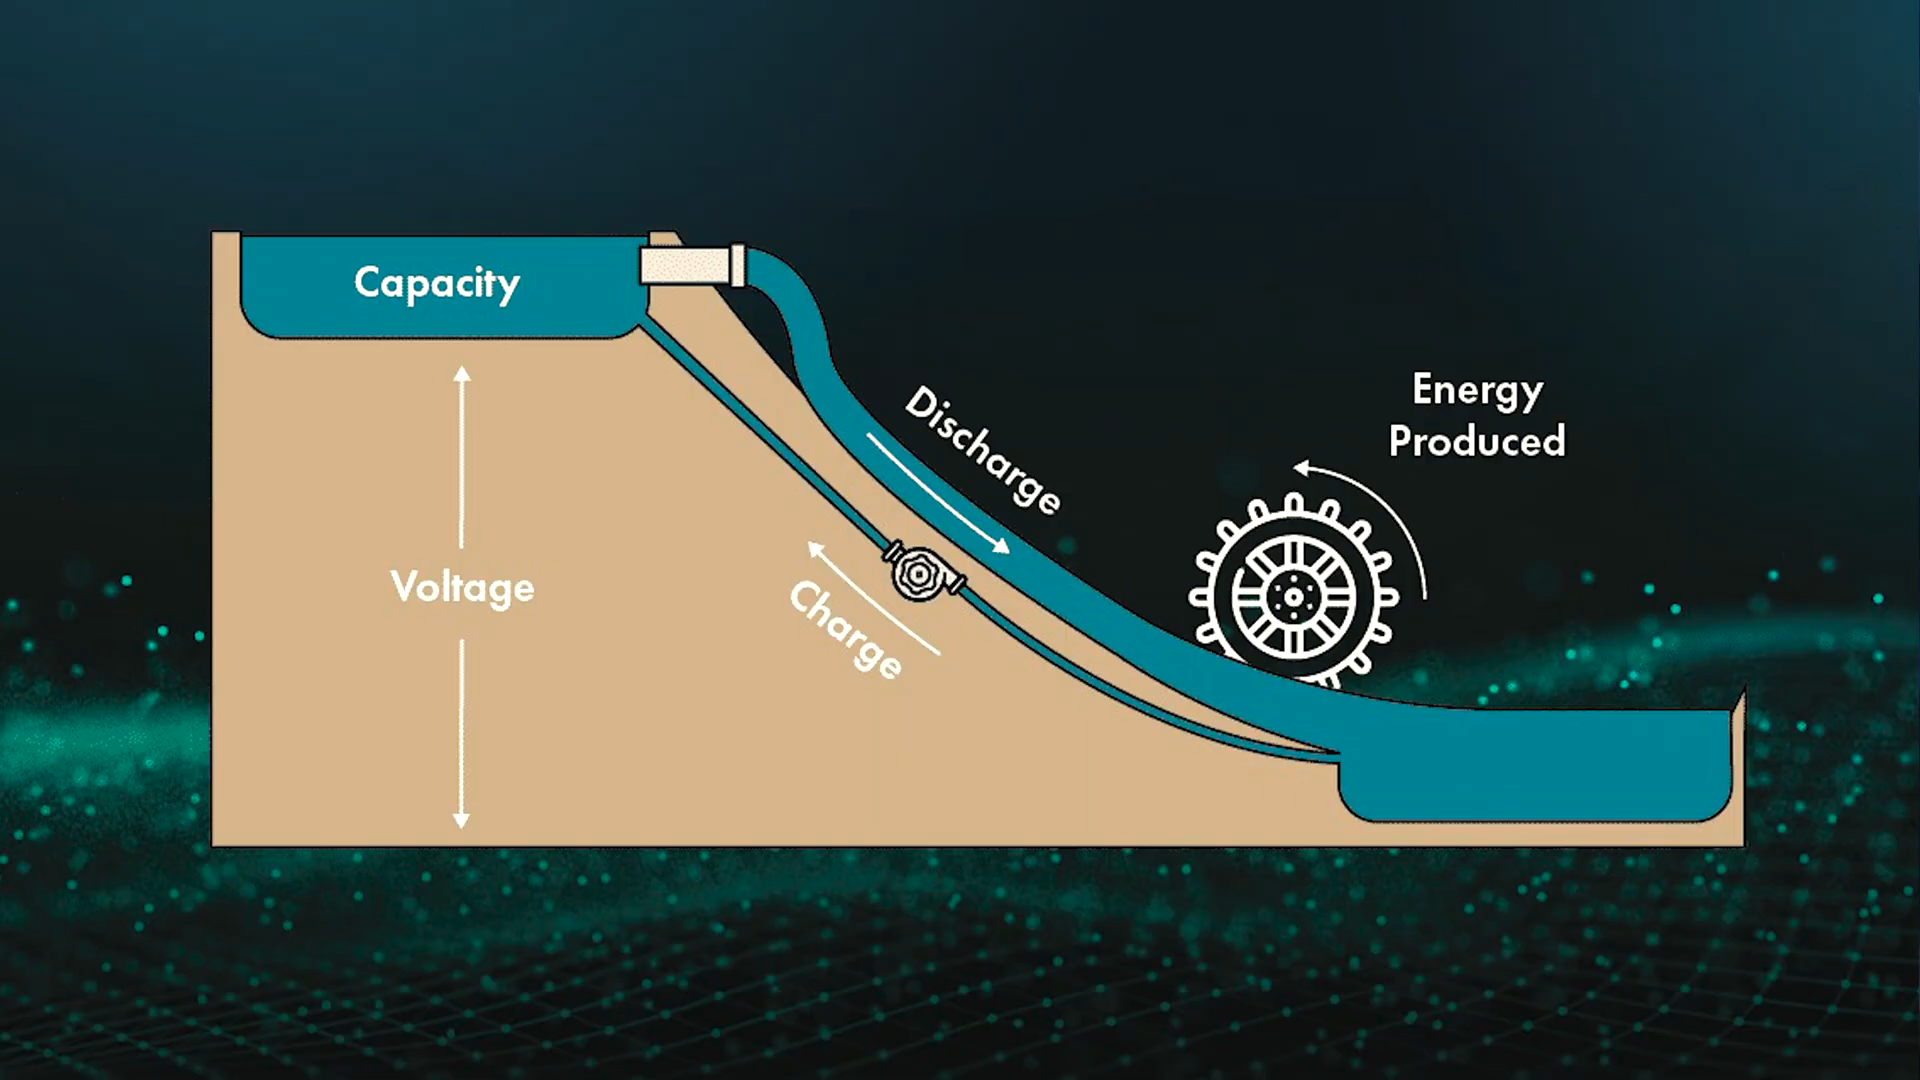 Capacity
Discharge
Energy
Produced
Voltage
Charge